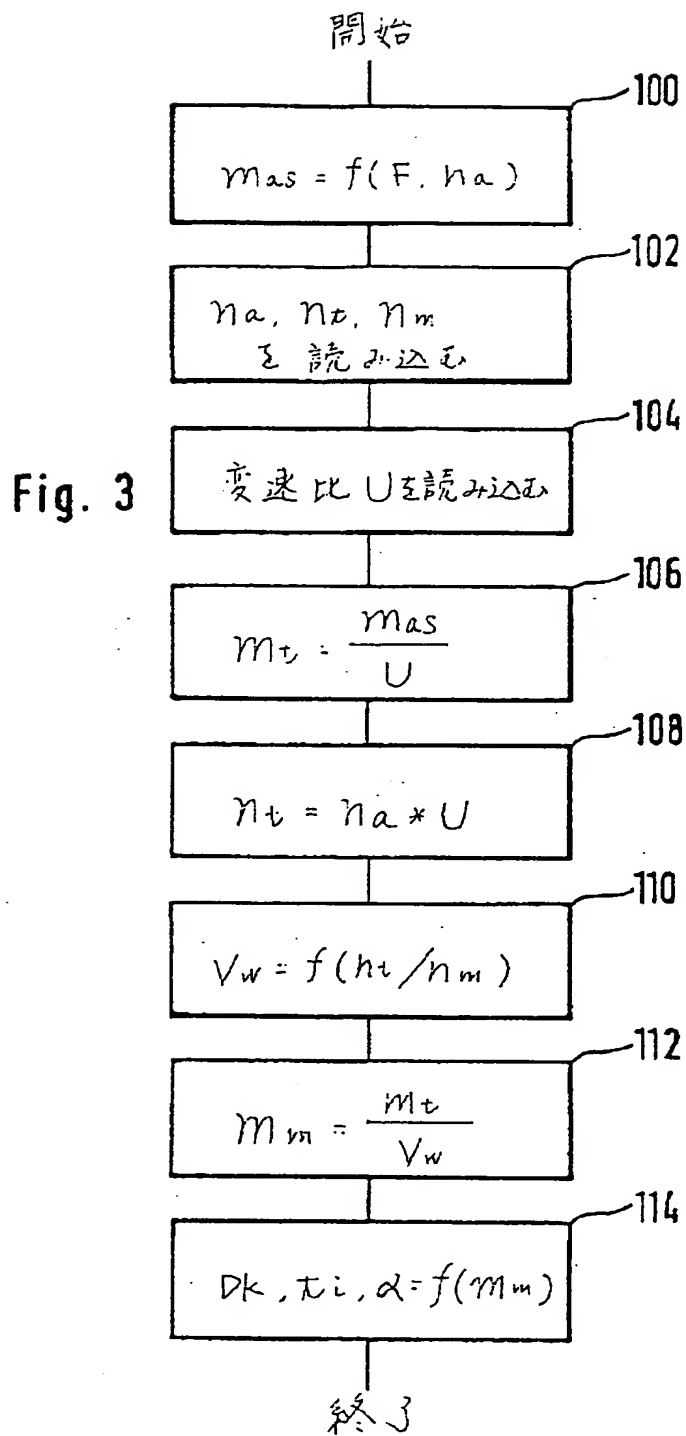 開始
100
mas = f(F. na)
102
na, nt, nm
を読み込む
104
変速比Uを読み込む
Fig. 3
106
mt = mas / U
108
nt = na * U
110
Vw = f(nt/nm)
112
mm = mt / Vw
114
Dk, ti, α = f(mm)
終了